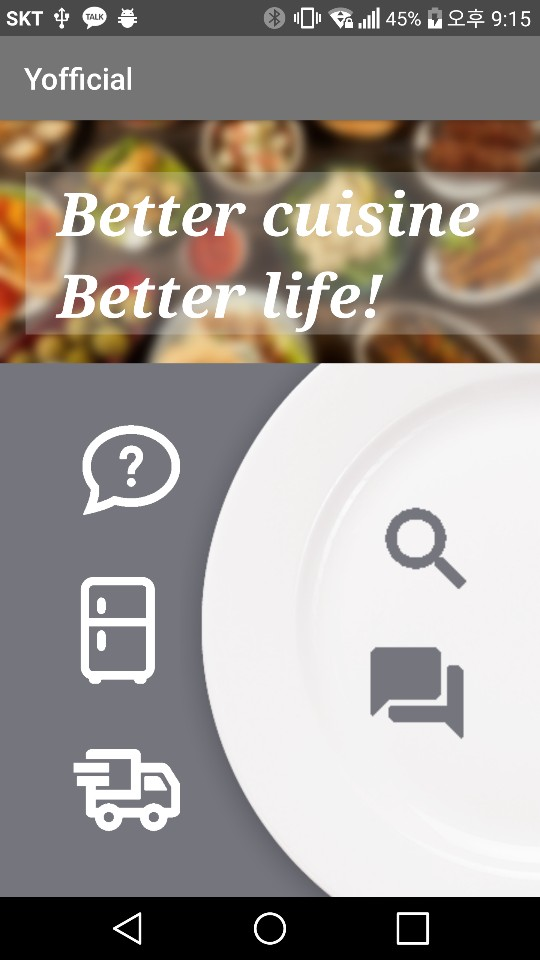 SKT TALK 45% 오후 9:15
Yofficial
Better cuisine
Better life!
?